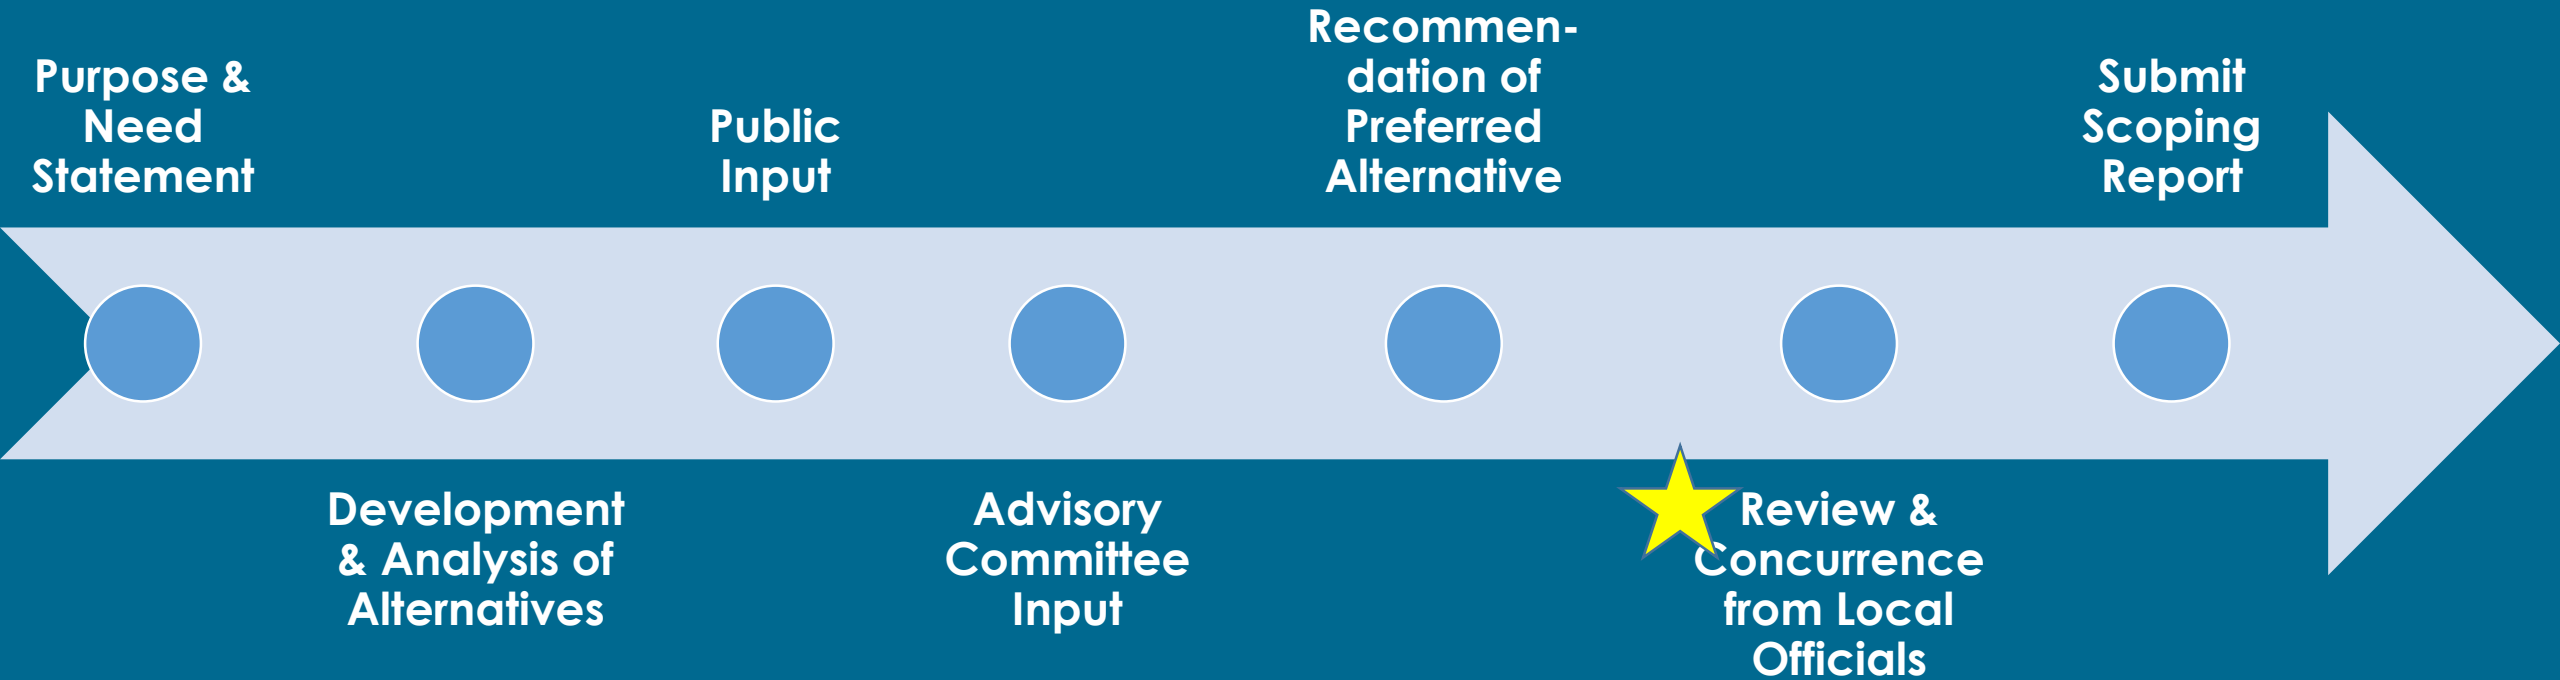 Purpose &
Need
Statement
Development
& Analysis of
Alternatives
Public
Input
Advisory
Committee
Input
Recommen-
dation of
Preferred
Alternative
Review &
Concurrence
from Local
Officials
Submit
Scoping
Report